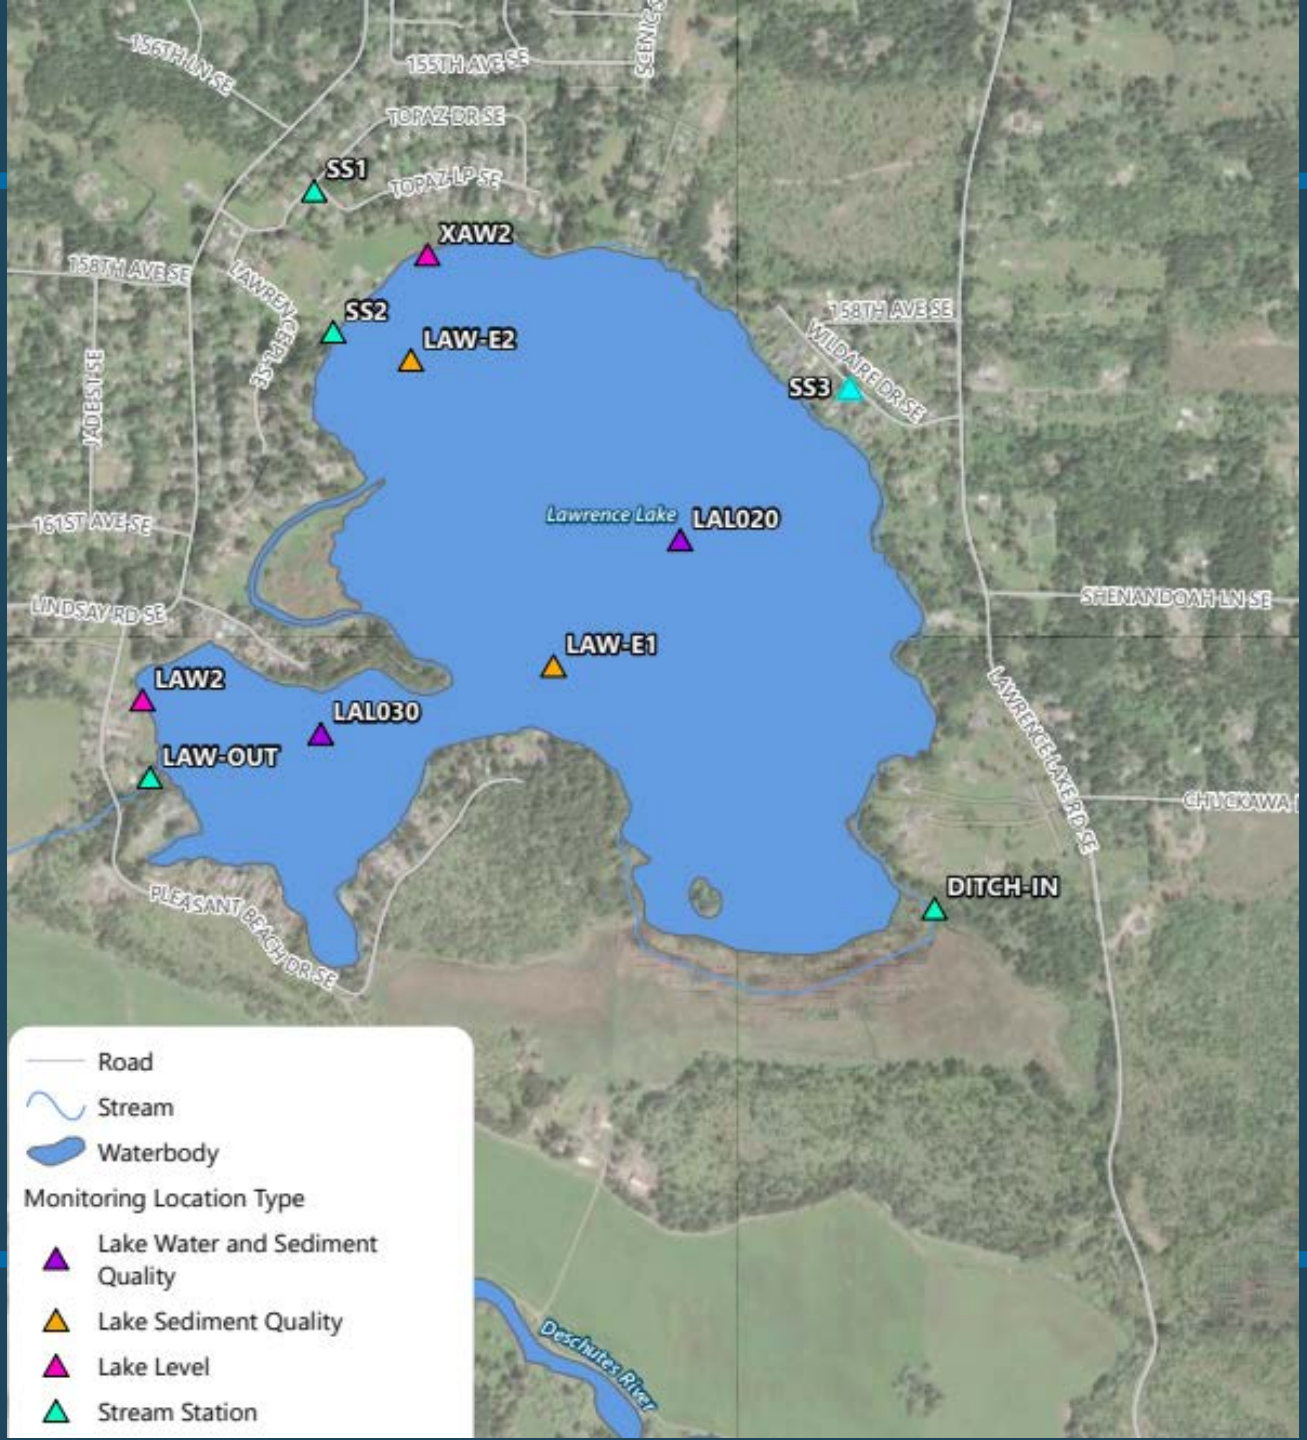 156TH LN SE
155TH AVE SE
TOPAZ DR SE
SS1
TOPAZ LP SE
XAW2
158TH AVE SE
LAWRENCE PL SE
SS2
LAW-E2
158TH AVE SE
WILDAIRE DR SE
SS3
JADE ST SE
161ST AVE SE
Lawrence Lake
LAL020
LINDSAY RD SE
SHENANDOAH LN SE
LAW-E1
LAW2
LAL030
LAWRENCE LAKE RD SE
LAW-OUT
CHUCKAWA
PLEASANT BEACH DR SE
DITCH-IN
Road
Stream
Waterbody
Monitoring Location Type
Lake Water and Sediment
Quality
Lake Sediment Quality
Lake Level
Stream Station
Deschutes River
SCENIC